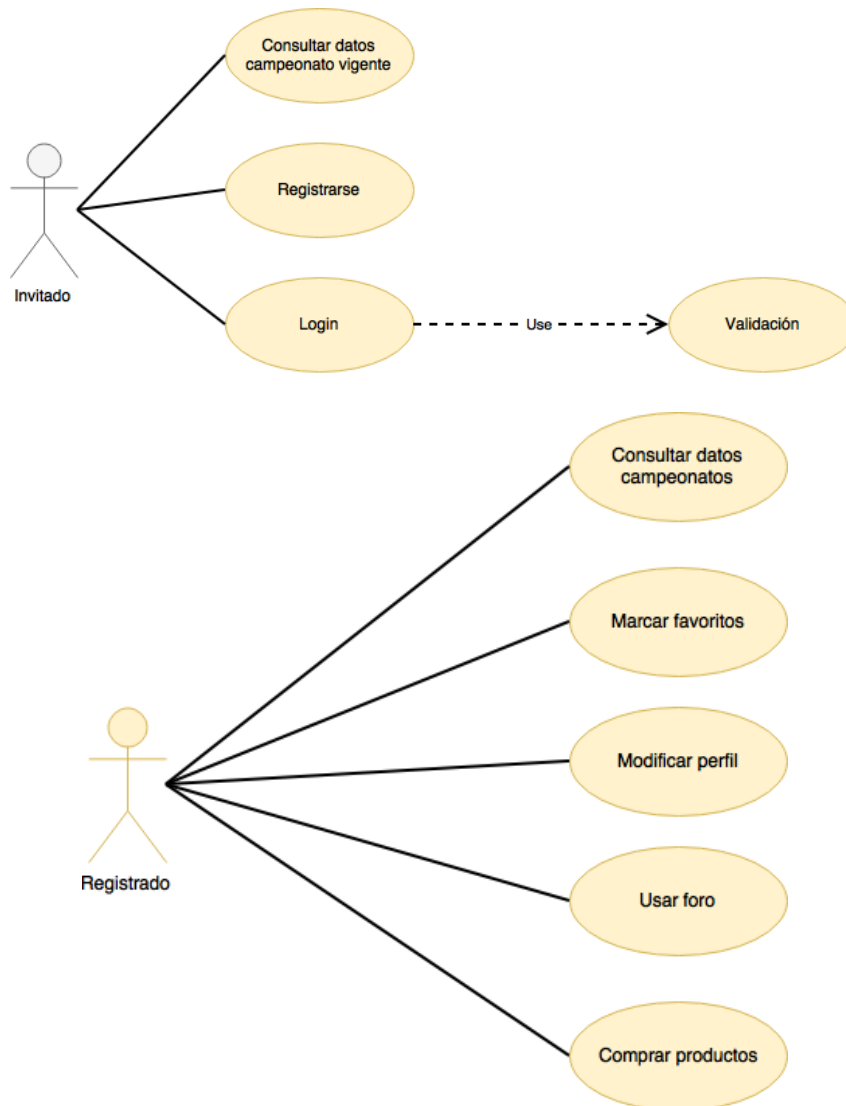 Consultar datos
campeonato vigente
Registrarse
Invitado
Login
Use
Validación
Consultar datos
campeonatos
Marcar favoritos
Modificar perfil
Registrado
Usar foro
Comprar productos